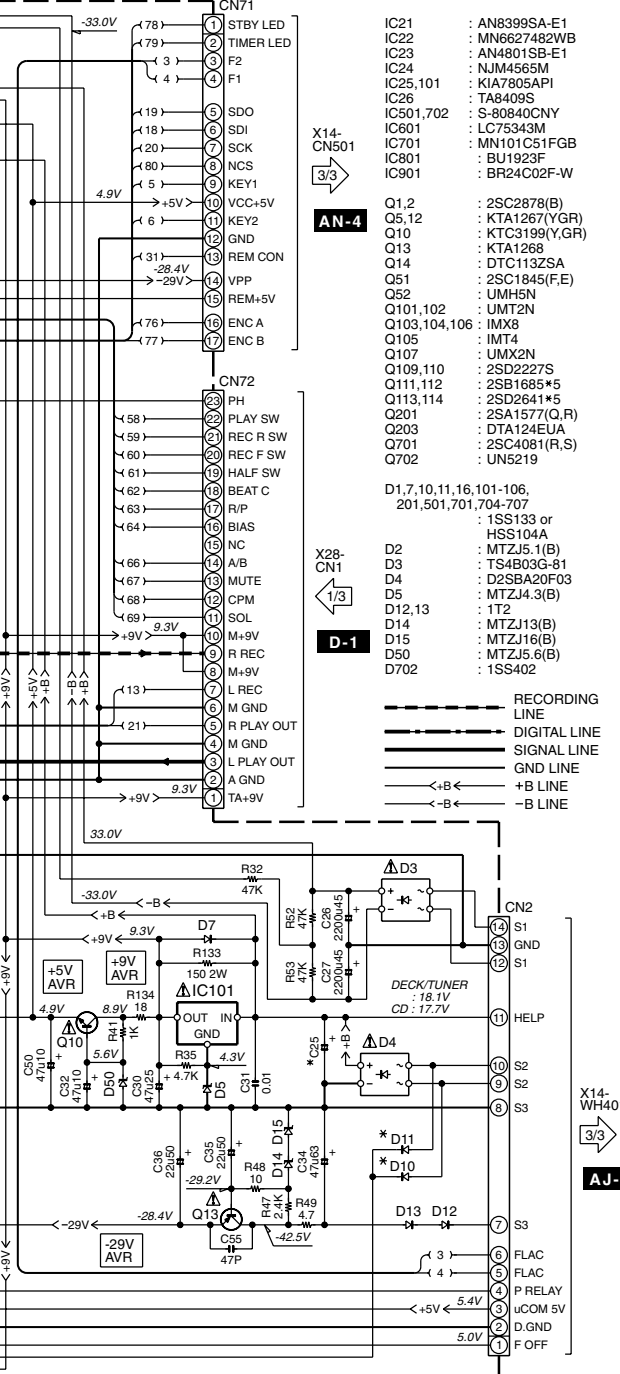 CN71
-33.0V
(78) 1 STBY LED
(79) 2 TIMER LED
(3) 3 F2
(4) 4 F1
(19) 5 SDO
(18) 6 SDI
(20) 7 SCK
(80) 8 NCS
(5) 9 KEY1
4.9V
+5V 10 VCC+5V
(6) 11 KEY2
12 GND
(31) 13 REM CON
-28.4V
-29V 14 VPP
15 REM+5V
(76) 16 ENC A
(77) 17 ENC B
X14-
CN501
3/3
AN-4
CN72
23 PH
(58) 22 PLAY SW
(59) 21 REC R SW
(60) 20 REC F SW
(61) 19 HALF SW
(62) 18 BEAT C
(63) 17 R/P
(64) 16 BIAS
15 NC
(66) 14 A/B
(67) 13 MUTE
(68) 12 CPM
(69) 11 SOL
9.3V
+9V 10 M+9V
9 R REC
8 M+9V
(13) 7 L REC
6 M GND
(21) 5 R PLAY OUT
4 M GND
3 L PLAY OUT
2 A GND
9.3V
+9V 1 TA+9V
X28-
CN1
1/3
D-1
+9V
+5V
+B
-B
+B
IC21 : AN8399SA-E1
IC22 : MN6627482WB
IC23 : AN4801SB-E1
IC24 : NJM4565M
IC25,101 : KIA7805API
IC26 : TA8409S
IC501,702 : S-80840CNY
IC601 : LC75343M
IC701 : MN101C51FGB
IC801 : BU1923F
IC901 : BR24C02F-W
Q1,2 : 2SC2878(B)
Q5,12 : KTA1267(YGR)
Q10 : KTC3199(Y,GR)
Q13 : KTA1268
Q14 : DTC113ZSA
Q51 : 2SC1845(F,E)
Q52 : UMH5N
Q101,102 : UMT2N
Q103,104,106 : IMX8
Q105 : IMT4
Q107 : UMX2N
Q109,110 : 2SD2227S
Q111,112 : 2SB1685*5
Q113,114 : 2SD2641*5
Q201 : 2SA1577(Q,R)
Q203 : DTA124EUA
Q701 : 2SC4081(R,S)
Q702 : UN5219
D1,7,10,11,16,101-106,
201,501,701,704-707
: 1SS133 or
HSS104A
D2 : MTZJ5.1(B)
D3 : TS4B03G-81
D4 : D2SBA20F03
D5 : MTZJ4.3(B)
D12,13 : 1T2
D14 : MTZJ13(B)
D15 : MTZJ16(B)
D50 : MTZJ5.6(B)
D702 : 1SS402
RECORDING
LINE
DIGITAL LINE
SIGNAL LINE
GND LINE
+B +B LINE
-B -B LINE
33.0V
R32
47K
-33.0V
-B
+B
9.3V
+9V
D7
R133
150 2W
R52
47K
C26
2200u45
R53
47K
C27
2200u45
D3
+ ~
- ~
CN2
14 S1
13 GND
12 S1
+9V
+5V
AVR
+9V
AVR
4.9V
8.9V
R134
18
IC101
OUT IN
GND
DECK/TUNER
: 18.1V
CD : 17.7V
11 HELP
Q10
R41
1K
5.6V
R35
4.7K
4.3V
*C25
+B
D4
+ ~
- ~
10 S2
9 S2
8 S3
C50
47u10
C32
47u10
D50
C30
47u25
D5
C31
0.01
X14-
WH40
3/3
AJ-
C36
22u50
C35
22u50
D15
D14
C34
47u63
* D11
* D10
-29.2V
R48
10
Q13
R47
2.4K
R49
4.7
-28.4V
-29V
C55
47P
-42.5V
D13 D12
7 S3
-29V
AVR
+9V
(3) 6 FLAC
(4) 5 FLAC
4 P RELAY
+5V 5.4V 3 uCOM 5V
2 D.GND
5.0V 1 F OFF